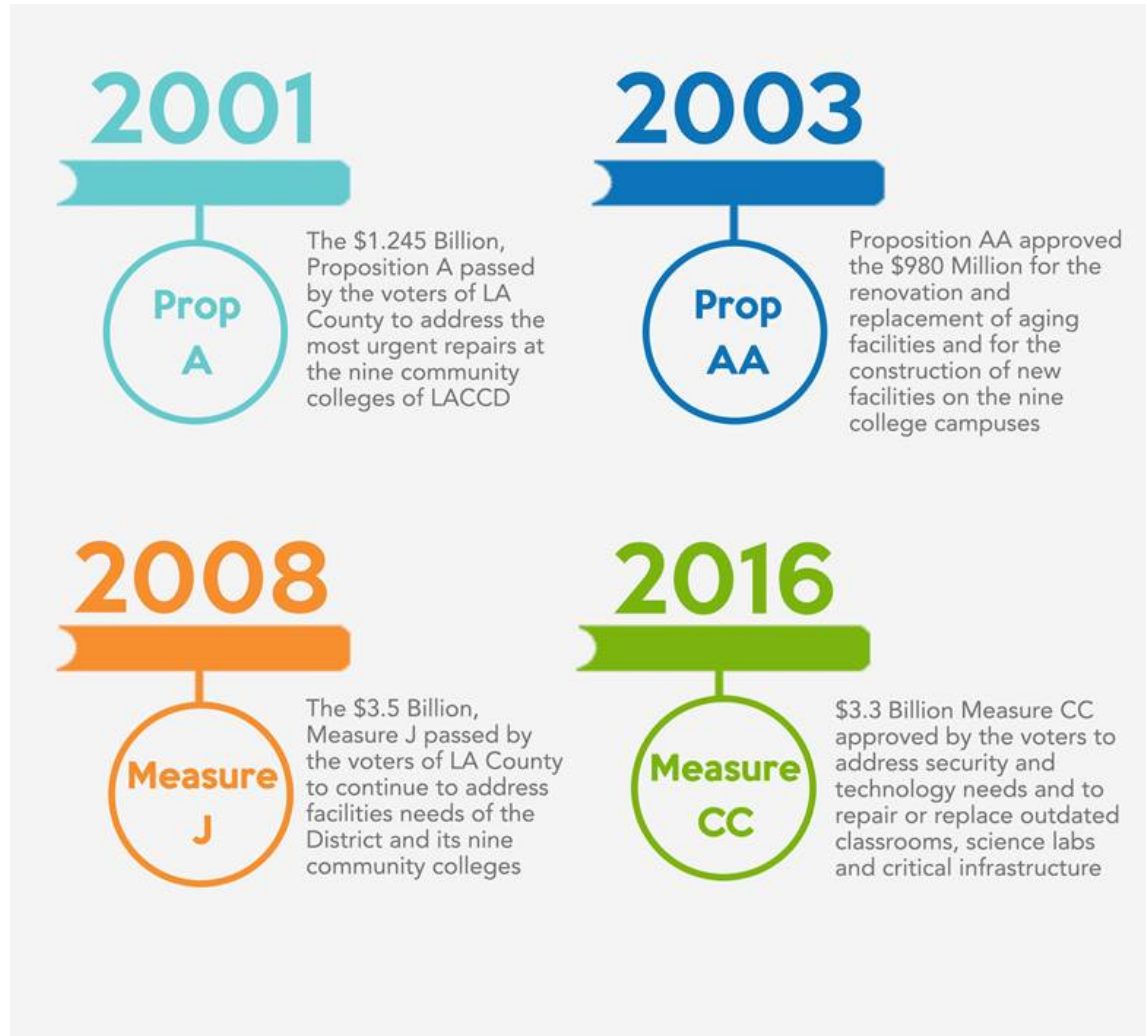 2001
Prop
A
The $1.245 Billion,
Proposition A passed
by the voters of LA
County to address the
most urgent repairs at
the nine community
colleges of LACCD
2003
Prop
AA
Proposition AA approved
the $980 Million for the
renovation and
replacement of aging
facilities and for the
construction of new
facilities on the nine
college campuses
2008
Measure
J
The $3.5 Billion,
Measure J passed by
the voters of LA County
to continue to address
facilities needs of the
District and its nine
community colleges
2016
Measure
CC
$3.3 Billion Measure CC
approved by the voters to
address security and
technology needs and to
repair or replace outdated
classrooms, science labs
and critical infrastructure